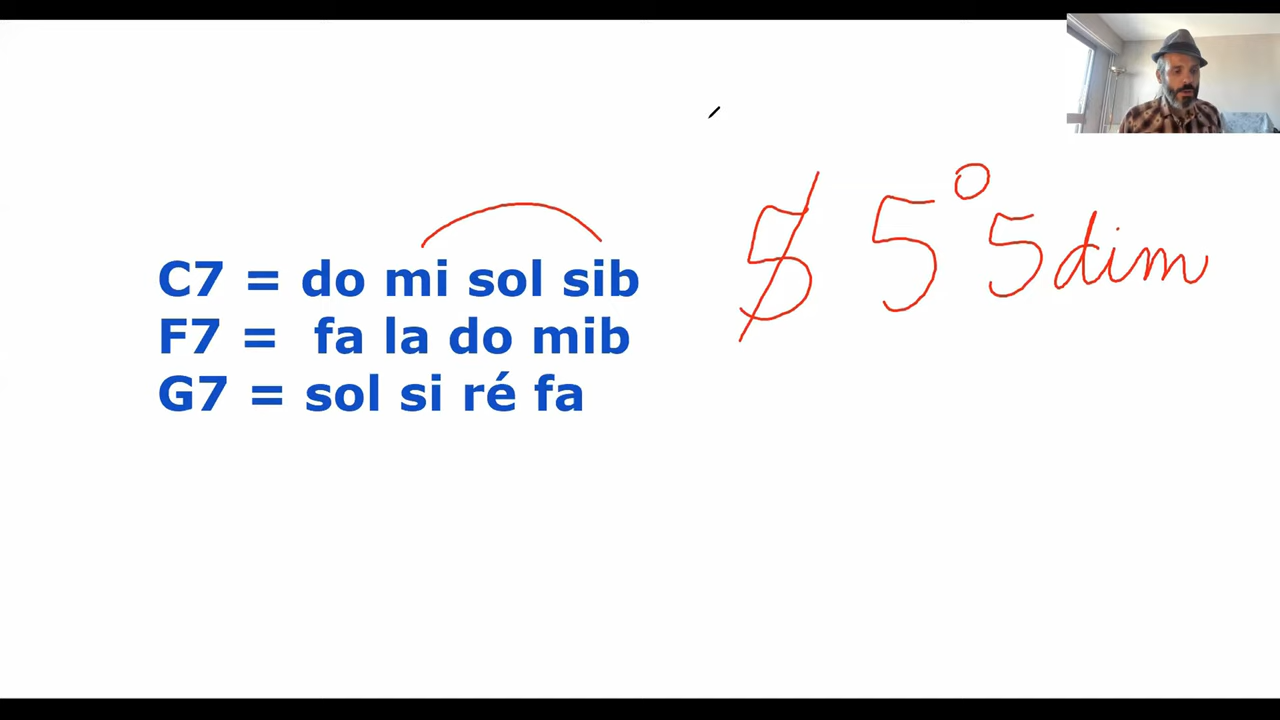 C7 = do mi sol sib
F7 = fa la do mib
G7 = sol si ré fa
5 5° 5dim